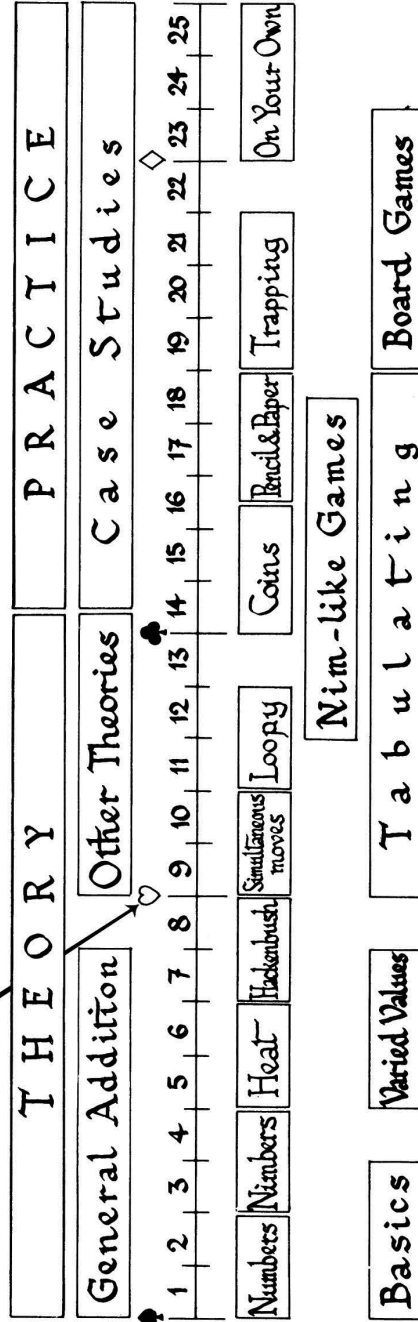 THEORY PRACTICE
General Addition Other Theories Case Studies
1 2 3 4 5 6 7 8 9 10 11 12 13 14 15 16 17 18 19 20 21 22 23 24 25
Numbers Nimbers Heat Hackenbush Simultaneous moves Loopy Coins Pencil & Paper Trapping On Your Own
Nim-like Games
Basics Varied Values Tabulating Board Games